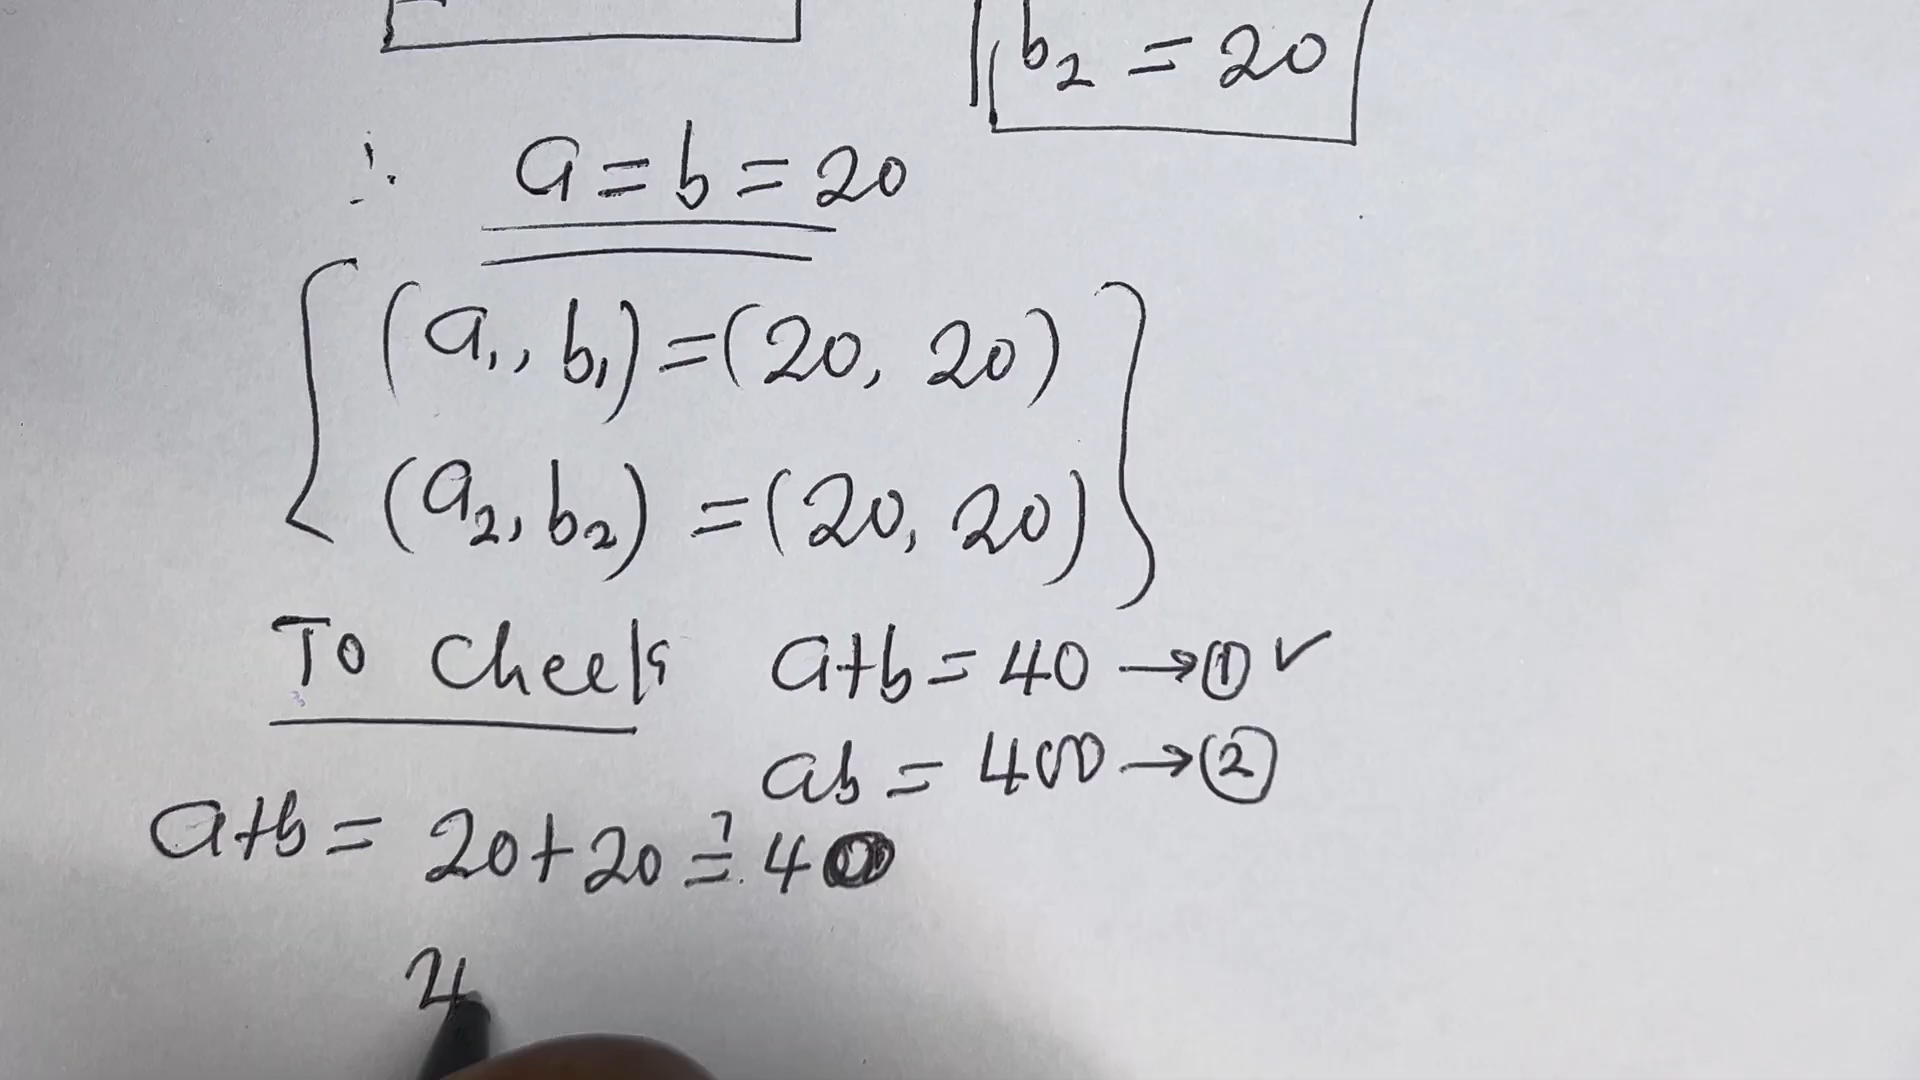 b₂ = 20
∴ a = b = 20
(a₁, b₁) = (20, 20)
(a₂, b₂) = (20, 20)
To Check a+b = 40 → ① ✓
ab = 400 → ②
a+b = 20+20 ≟ 40
4